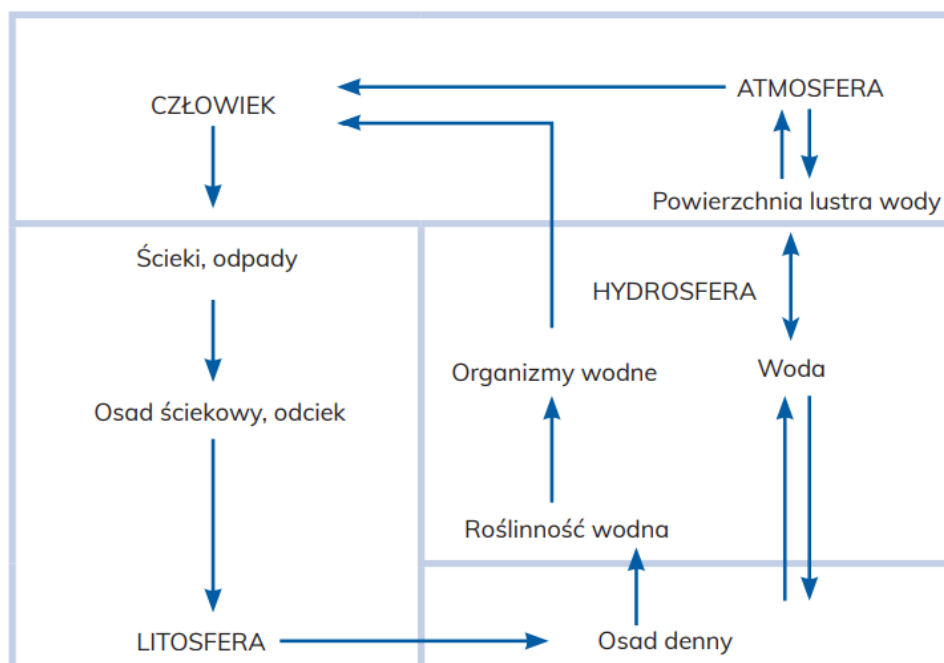 CZŁOWIEK
ATMOSFERA
Powierzchnia lustra wody
Ścieki, odpady
HYDROSFERA
Organizmy wodne
Woda
Osad ściekowy, odciek
Roślinność wodna
LITOSFERA
Osad denny